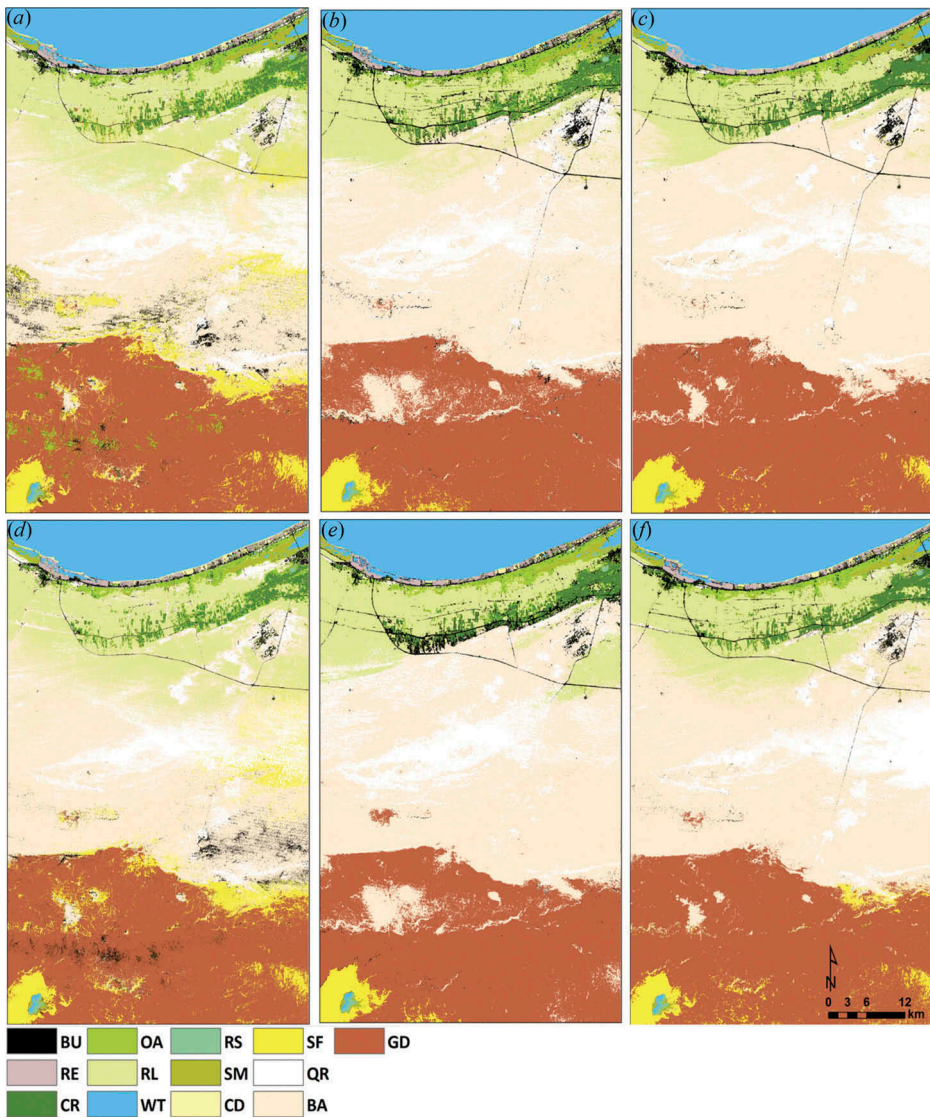 (a)
(b)
(c)
(d)
(e)
(f)
N
0 3 6 12
km
BU OA RS SF GD
RE RL SM QR
CR WT CD BA